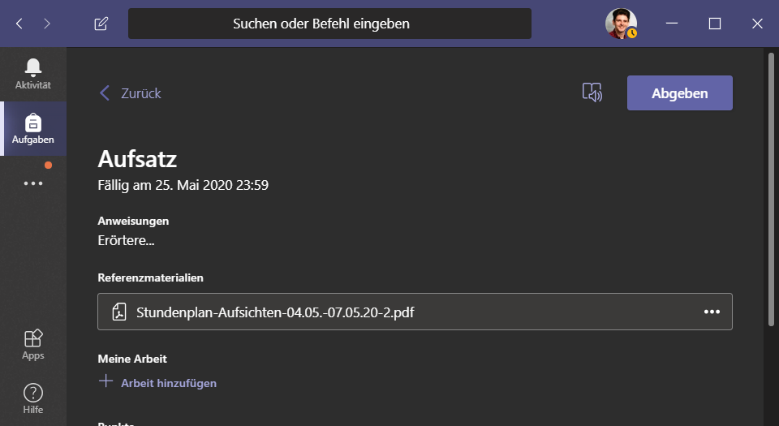 Suchen oder Befehl eingeben
Aktivität
Aufgaben
Zurück
Abgeben
Aufsatz
Fällig am 25. Mai 2020 23:59
Anweisungen
Erörtere...
Referenzmaterialien
Stundenplan-Aufsichten-04.05.-07.05.20-2.pdf
Meine Arbeit
Arbeit hinzufügen
Punkte
Apps
Hilfe